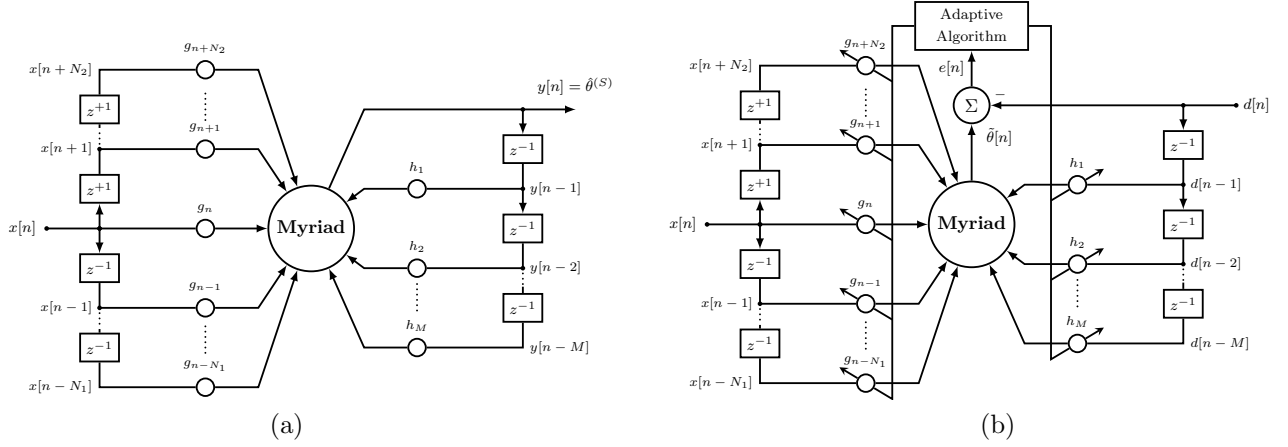 g_{n+N_2}
x[n + N_2]
z^{+1}
y[n] = \hat{θ}^{(S)}
g_{n+1}
z^{-1}
x[n + 1]
h_1
z^{+1}
y[n − 1]
g_n
x[n]
Myriad
z^{-1}
h_2
z^{-1}
y[n − 2]
g_{n−1}
x[n − 1]
z^{-1}
h_M
z^{-1}
y[n − M]
g_{n−N_1}
x[n − N_1]
(a)
Adaptive
Algorithm
g_{n+N_2}
x[n + N_2]
e[n]
z^{+1}
Σ
−
d[n]
g_{n+1}
\tilde{θ}[n]
z^{-1}
x[n + 1]
h_1
z^{+1}
d[n − 1]
g_n
x[n]
Myriad
z^{-1}
h_2
z^{-1}
d[n − 2]
g_{n−1}
x[n − 1]
z^{-1}
h_M
z^{-1}
d[n − M]
g_{n−N_1}
x[n − N_1]
(b)